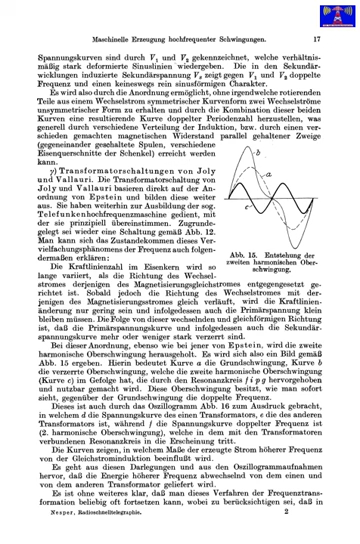 Maschinelle Erzeugung hochfrequenter Schwingungen. 17
Spannungskurven sind durch V₁ und V₂ gekennzeichnet, welche verhältnis-
mäßig stark deformierte Sinuslinien wiedergeben. Die in den Sekundär-
wicklungen induzierte Sekundärspannung Vₛ zeigt gegen V₁ und V₂ doppelte
Frequenz und einen keineswegs rein sinusförmigen Charakter.
Es wird also durch die Anordnung ermöglicht, ohne irgendwelche rotierenden
Teile aus einem Wechselstrom symmetrischer Kurvenform zwei Wechselströme
unsymmetrischer Form zu erhalten und durch die Kombination dieser beiden
Kurven eine resultierende Kurve doppelter Periodenzahl herzustellen, was
generell durch verschiedene Verteilung der Induktion, bzw. durch einen ver-
schieden gemachten magnetischen Widerstand parallel gehaltener Zweige
(gegeneinander geschaltete Spulen, verschiedene
Eisenquerschnitte der Schenkel) erreicht werden
kann.
γ) Transformatorschaltungen von Joly
und Vallauri. Die Transformatorschaltung von
Joly und Vallauri basieren direkt auf der An-
ordnung von Epstein und bilden diese weiter
aus. Sie haben weiterhin zur Ausbildung der sog.
Telefunkenhochfrequenzmaschine gedient, mit
der sie prinzipiell übereinstimmen. Zugrunde-
gelegt sei wieder eine Schaltung gemäß Abb. 12.
Man kann sich das Zustandekommen dieses Ver-
vielfachungsphänomens der Frequenz auch folgen-
dermaßen erklären:
Die Kraftlinienzahl im Eisenkern wird so
lange variiert, als die Richtung des Wechsel-
b
a
c
Abb. 15. Entstehung der
zweiten harmonischen Ober-
schwingung.
stromes derjenigen des Magnetisierungsgleichstromes entgegengesetzt ge-
richtet ist. Sobald jedoch die Richtung des Wechselstromes mit der-
jenigen des Magnetisierungsstromes gleich verläuft, wird die Kraftlinien-
änderung nur gering sein und infolgedessen auch die Primärspannung klein
bleiben müssen. Die Folge von dieser wechselnden und gleichförmigen Richtung
ist, daß die Primärspannungskurve und infolgedessen auch die Sekundär-
spannungskurve mehr oder weniger stark verzerrt sind.
Bei dieser Anordnung, ebenso wie bei jener von Epstein, wird die zweite
harmonische Oberschwingung herausgeholt. Es wird sich also ein Bild gemäß
Abb. 15 ergeben. Hierin bedeutet Kurve a die Grundschwingung, Kurve b
die verzerrte Oberschwingung, welche die zweite harmonische Oberschwingung
(Kurve c) im Gefolge hat, die durch den Resonanzkreis f i p g hervorgehoben
und nutzbar gemacht wird. Diese Oberschwingung besitzt, wie man sofort
sieht, gegenüber der Grundschwingung die doppelte Frequenz.
Dieses ist auch durch das Oszillogramm Abb. 16 zum Ausdruck gebracht,
in welchem d die Spannungskurve des einen Transformators, e die des anderen
Transformators ist, während f die Spannungskurve doppelter Frequenz ist
(2. harmonische Oberschwingung), welche in dem mit den Transformatoren
verbundenen Resonanzkreis in die Erscheinung tritt.
Die Kurven zeigen, in welchem Maße der erzeugte Strom höherer Frequenz
von der Gleichstrominduktion beeinflußt wird.
Es geht aus diesen Darlegungen und aus den Oszillogrammaufnahmen
hervor, daß die Energie höherer Frequenz abwechselnd von dem einen und
von dem anderen Transformator geliefert wird.
Es ist ohne weiteres klar, daß man dieses Verfahren der Frequenztrans-
formation beliebig oft fortsetzen kann, wobei zu berücksichtigen sei, daß in
Nesper, Radioschnelltelegraphie. 2